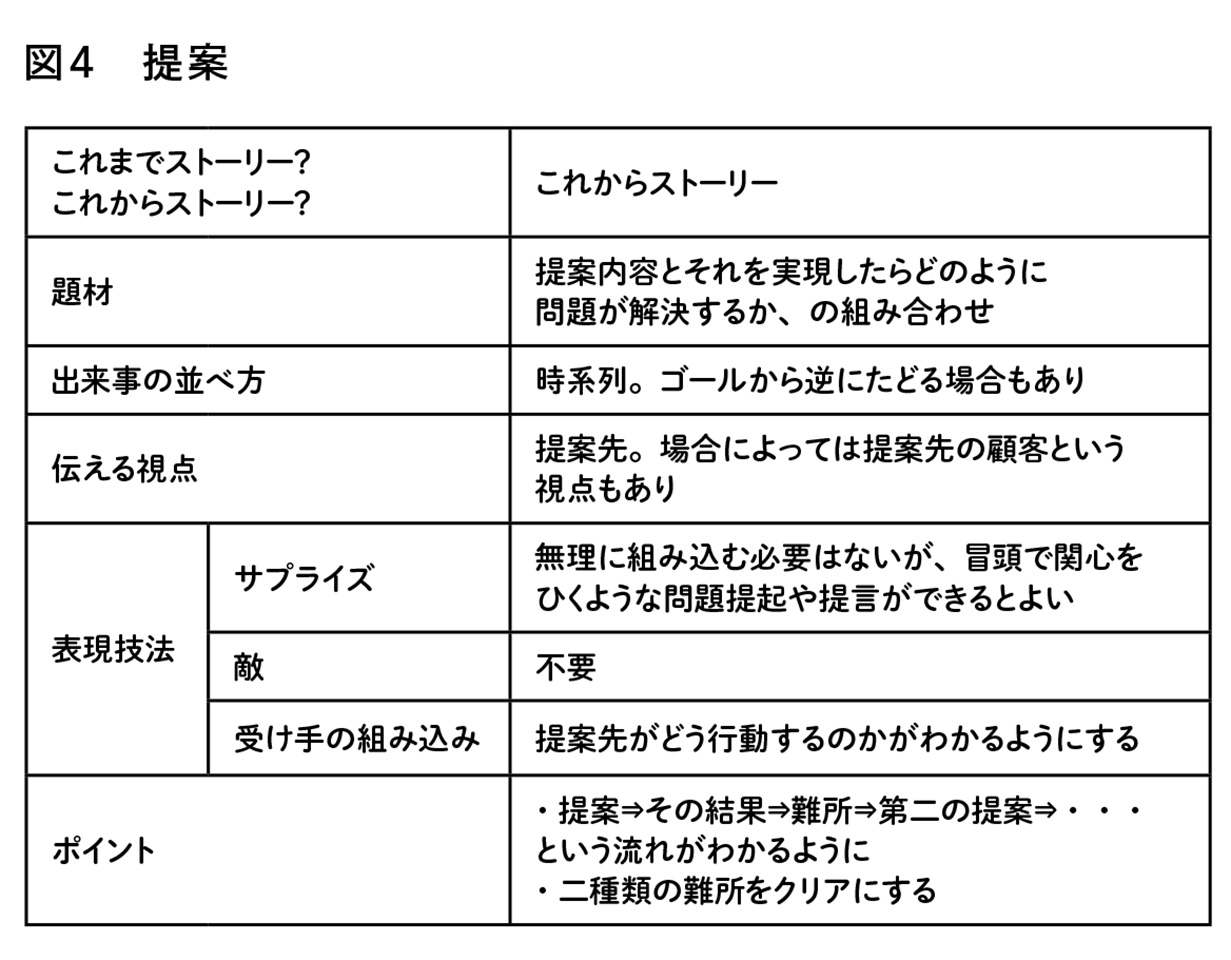 図4　提案
これまでストーリー?
これからストーリー?
これからストーリー
題材
提案内容とそれを実現したらどのように
問題が解決するか、の組み合わせ
出来事の並べ方
時系列。ゴールから逆にたどる場合もあり
伝える視点
提案先。場合によっては提案先の顧客という
視点もあり
表現技法
サプライズ
無理に組み込む必要はないが、冒頭で関心を
ひくような問題提起や提言ができるとよい
敵
不要
受け手の組み込み
提案先がどう行動するのかがわかるようにする
ポイント
・提案⇒その結果⇒難所⇒第二の提案⇒・・・
という流れがわかるように
・二種類の難所をクリアにする